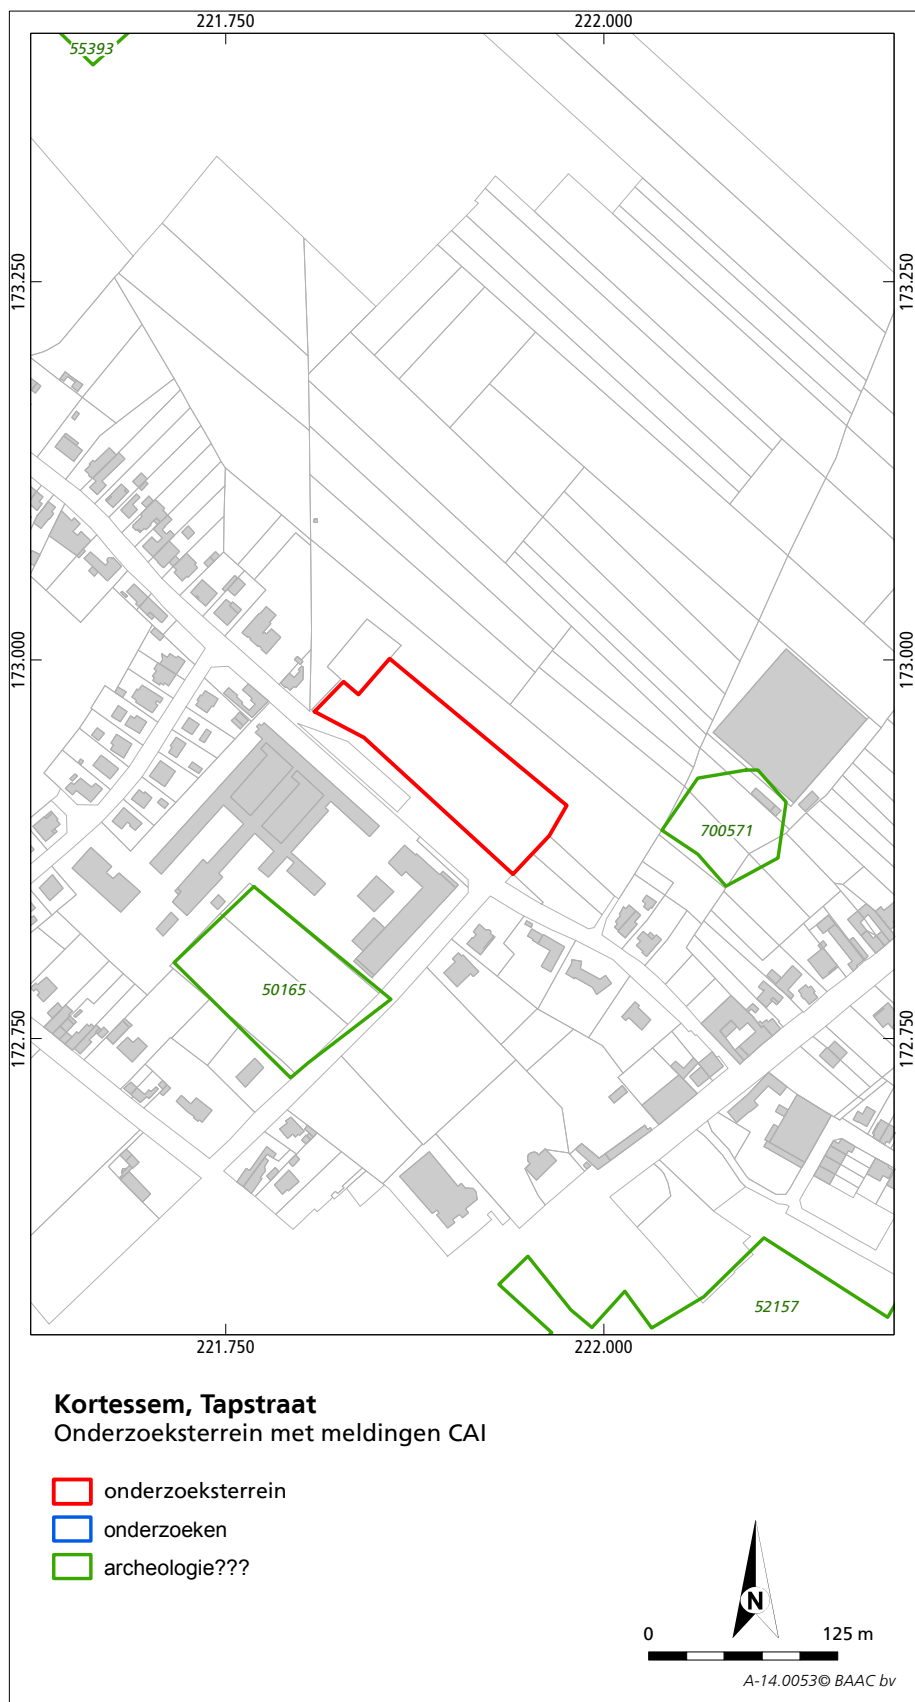 221.750 222.000
55393
173.250 173.250
173.000 173.000
700571
50165
172.750 172.750
52157
221.750 222.000
Kortessem, Tapstraat
Onderzoeksterrein met meldingen CAI
onderzoeksterrein
onderzoeken
archeologie???
N
0 125 m
A-14.0053© BAAC bv